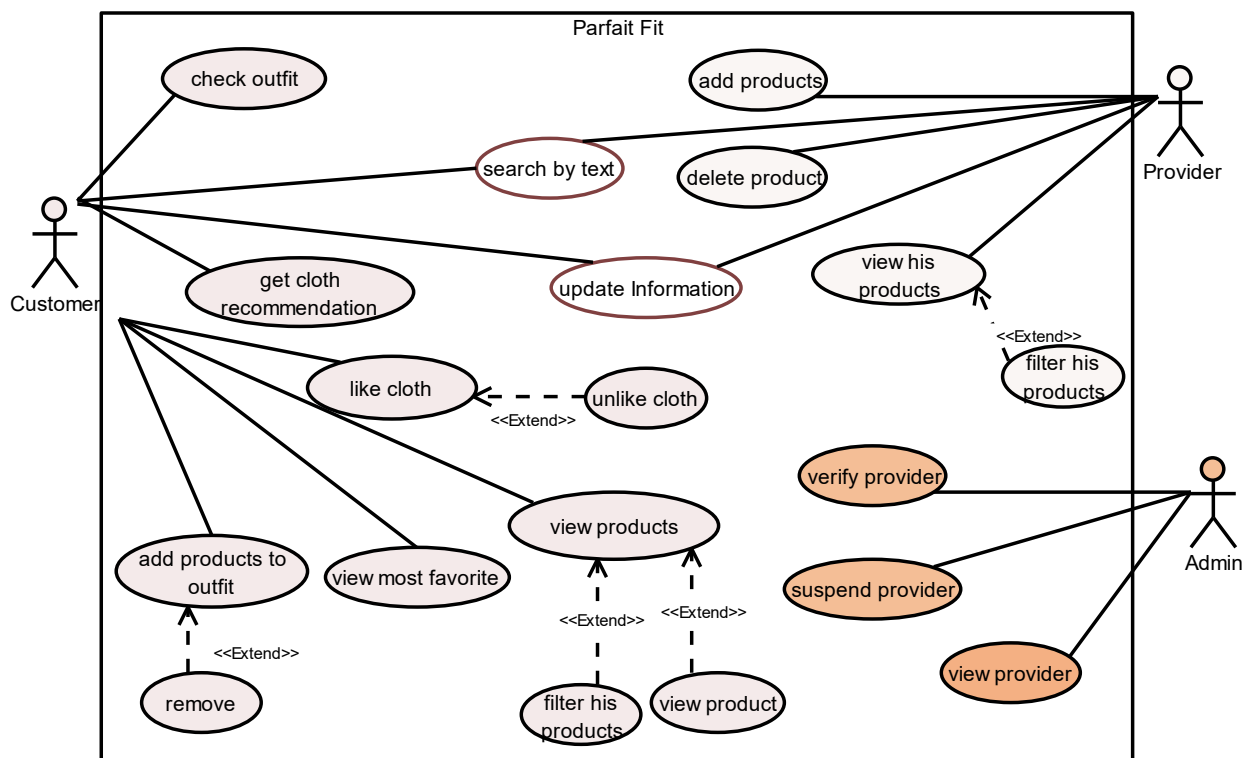 Parfait Fit
check outfit
add products
Provider
search by text
delete product
Customer
get cloth
recommendation
update Information
view his
products
<<Extend>>
filter his
products
like cloth
unlike cloth
<<Extend>>
verify provider
view products
Admin
add products to
outfit
view most favorite
suspend provider
<<Extend>>
<<Extend>>
<<Extend>>
view provider
remove
filter his
products
view product